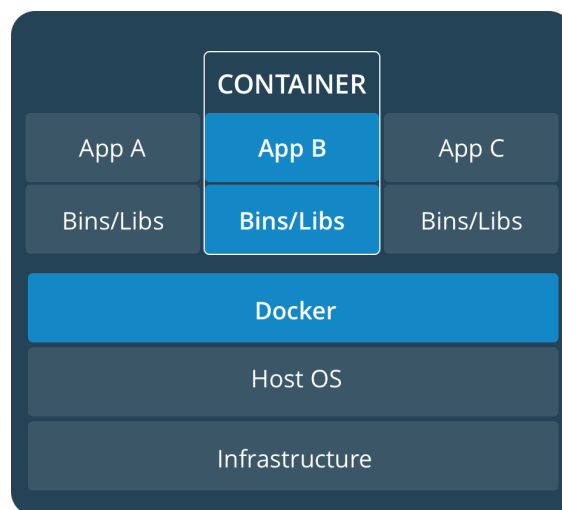 CONTAINER
App A App B App C
Bins/Libs Bins/Libs Bins/Libs
Docker
Host OS
Infrastructure